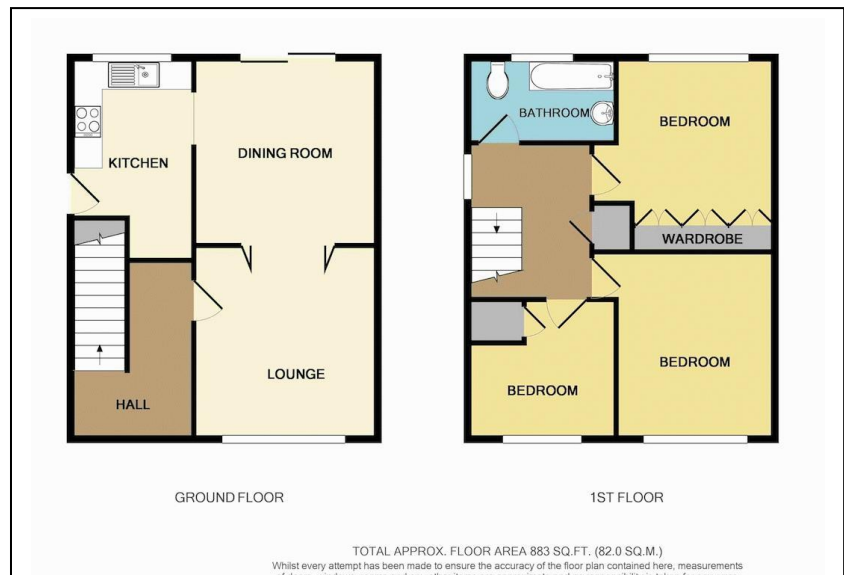 BATHROOM
BEDROOM
DINING ROOM
KITCHEN
WARDROBE
LOUNGE
BEDROOM
BEDROOM
HALL
GROUND FLOOR
1ST FLOOR
TOTAL APPROX. FLOOR AREA 883 SQ.FT. (82.0 SQ.M.)
Whilst every attempt has been made to ensure the accuracy of the floor plan contained here, measurements